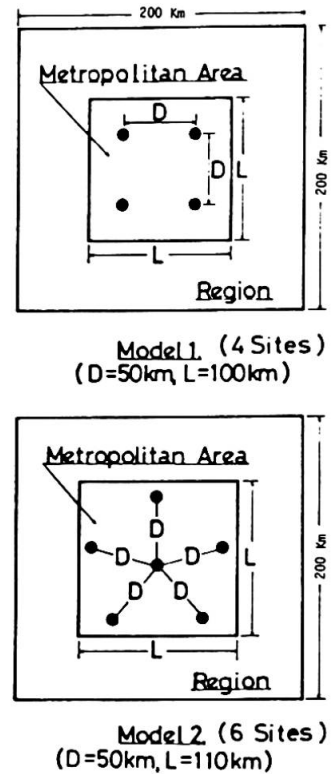 200 Km
Metropolitan Area
D
D
L
L
200 Km
Region
Model 1 (4 Sites)
(D=50km, L=100km)
Metropolitan Area
D
D
D
D
D
L
L
200 Km
Region
Model 2 (6 Sites)
(D=50km, L=110km)